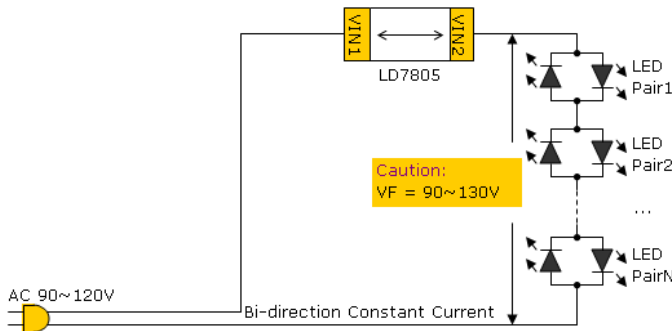 VIN1
VIN2
LD7805
LED
Pair1
LED
Pair2
Caution:
VF = 90~130V
...
LED
PairN
AC 90~120V
Bi-direction Constant Current